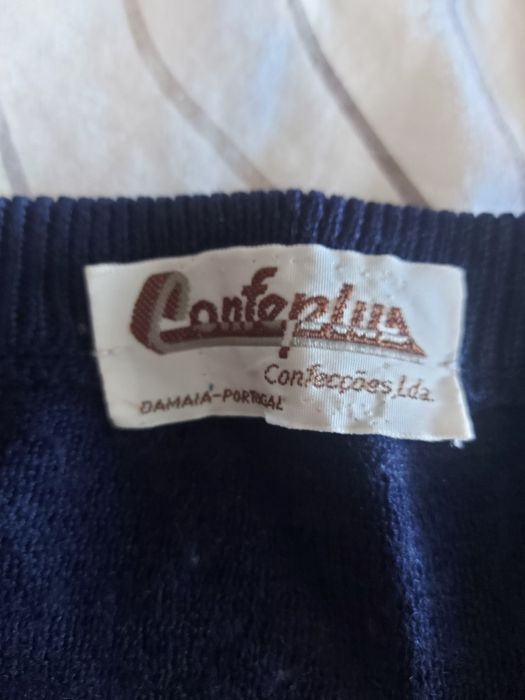 Confeplus
Confecções, Lda.
DAMAIA-PORTUGAL